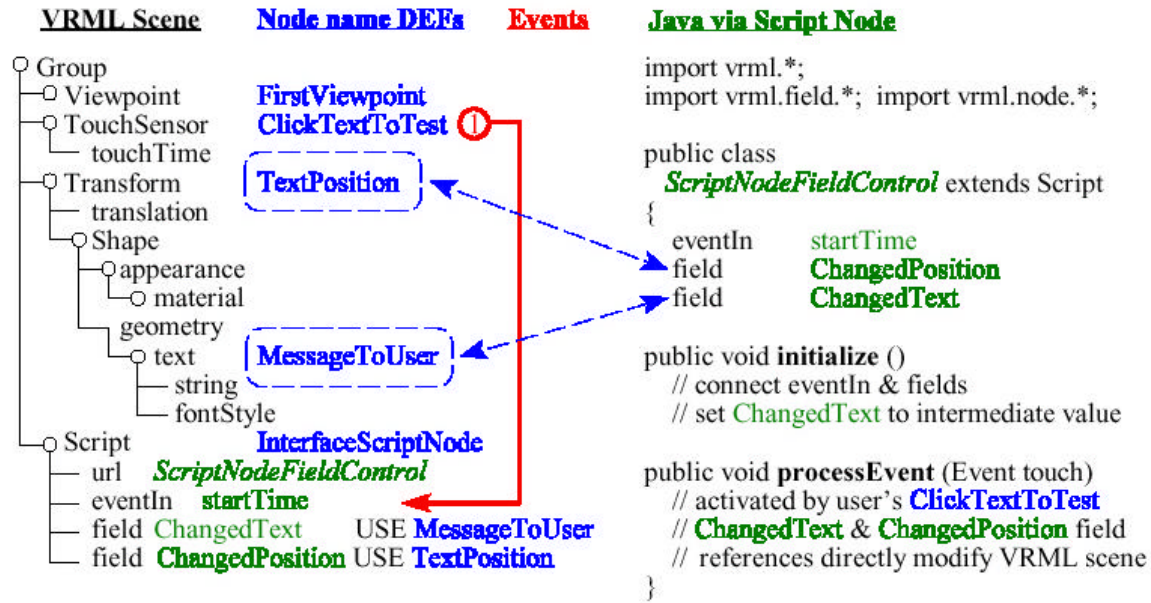 VRML Scene Node name DEFs Events Java via Script Node
Group
Viewpoint FirstViewpoint
TouchSensor ClickTextToTest 1
touchTime
Transform TextPosition
translation
Shape
appearance
material
geometry
text MessageToUser
string
fontStyle
Script InterfaceScriptNode
url ScriptNodeFieldControl
eventIn startTime
field ChangedText USE MessageToUser
field ChangedPosition USE TextPosition
import vrml.*;
import vrml.field.*; import vrml.node.*;
public class
ScriptNodeFieldControl extends Script
{
eventIn startTime
field ChangedPosition
field ChangedText
public void initialize ()
// connect eventIn & fields
// set ChangedText to intermediate value
public void processEvent (Event touch)
// activated by user's ClickTextToTest
// ChangedText & ChangedPosition field
// references directly modify VRML scene
}